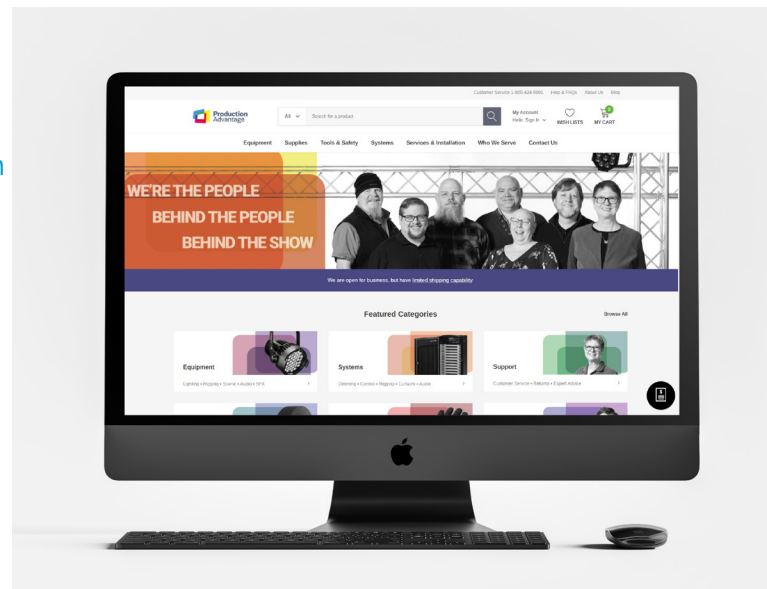 Customer Service 1-800-424-9991 Help & FAQs About Us Blog
Production
Advantage
All
Search for a product
My Account
Hello, Sign In
WISH LISTS
0
MY CART
Equipment Supplies Tools & Safety Systems Services & Installation Who We Serve Contact Us
WE'RE THE PEOPLE
BEHIND THE PEOPLE
BEHIND THE SHOW
We are open for business, but have limited shipping capability
Featured Categories
Browse All
Equipment
Lighting • Rigging • Stage • Audio • SFX
Systems
Dimming • Control • Rigging • Curtains • Audio
Support
Customer Service • Returns • Expert Advice